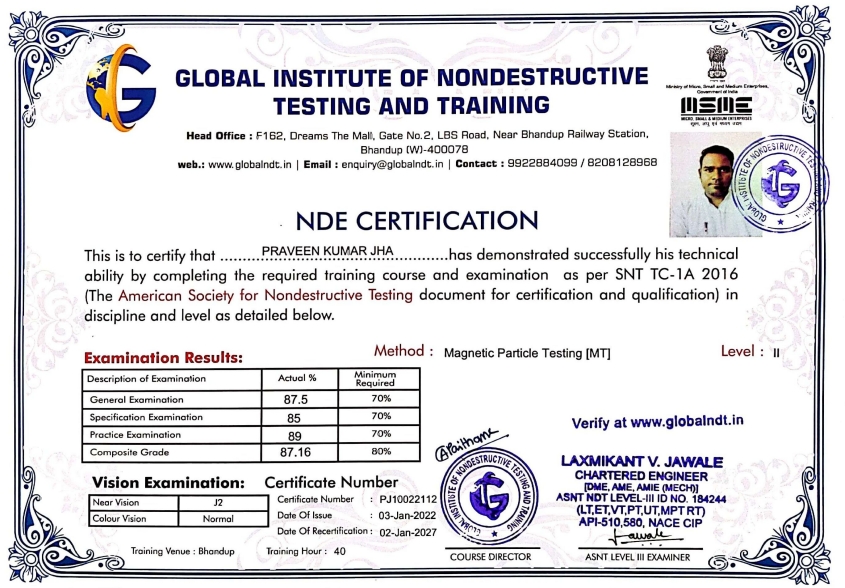 GLOBAL INSTITUTE OF NONDESTRUCTIVE
TESTING AND TRAINING
Head Office : F162, Dreams The Mall, Gate No.2, LBS Road, Near Bhandup Railway Station,
Bhandup (W)-400078
web.: www.globalndt.in | Email : enquiry@globalndt.in | Contact : 9922884099 / 8208128968
Ministry of Micro, Small and Medium Enterprises,
Government of India
MSME
MICRO, SMALL & MEDIUM ENTERPRISES
सूक्ष्म, लघु एवं मध्यम उद्यम
GLOBAL INSTITUTE OF NONDESTRUCTIVE
NDE CERTIFICATION
This is to certify that ..........PRAVEEN KUMAR JHA.............has demonstrated successfully his technical
ability by completing the required training course and examination as per SNT TC-1A 2016
(The American Society for Nondestructive Testing document for certification and qualification) in
discipline and level as detailed below.
Examination Results:
Method : Magnetic Particle Testing [MT]
Level : II
Description of Examination Actual % Minimum Required
General Examination 87.5 70%
Specification Examination 85 70%
Practice Examination 89 70%
Composite Grade 87.16 80%
Verify at www.globalndt.in
LAXMIKANT V. JAWALE
CHARTERED ENGINEER
[DME, AME, AMIE (MECH)]
ASNT NDT LEVEL-III ID NO. 184244
(LT,ET,VT,PT,UT,MPT RT)
API-510,580, NACE CIP
Jawale
ASNT LEVEL III EXAMINER
GLOBAL INSTITUTE OF NONDESTRUCTIVE TESTING AND TRAINING
COURSE DIRECTOR
Vision Examination:
Near Vision J2
Colour Vision Normal
Certificate Number
Certificate Number : PJ10022112
Date Of Issue : 03-Jan-2022
Date Of Recertification : 02-Jan-2027
Training Venue : Bhandup
Training Hour : 40